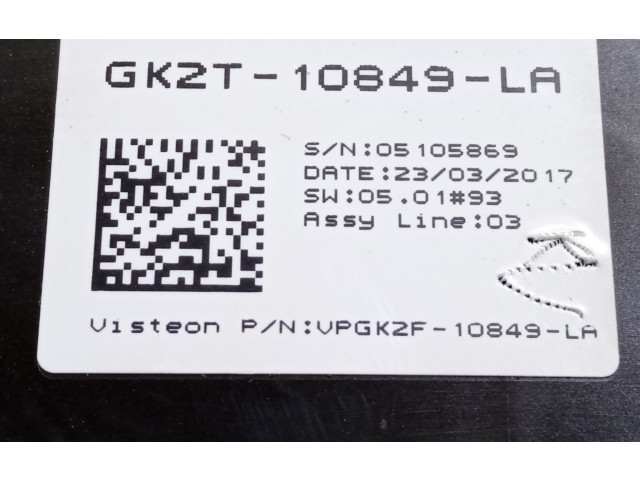 GK2T-10849-LA
S/N:05105869
DATE:23/03/2017
SW:05.01#93
Assy Line:03
Visteon P/N:VPGK2F-10849-LA